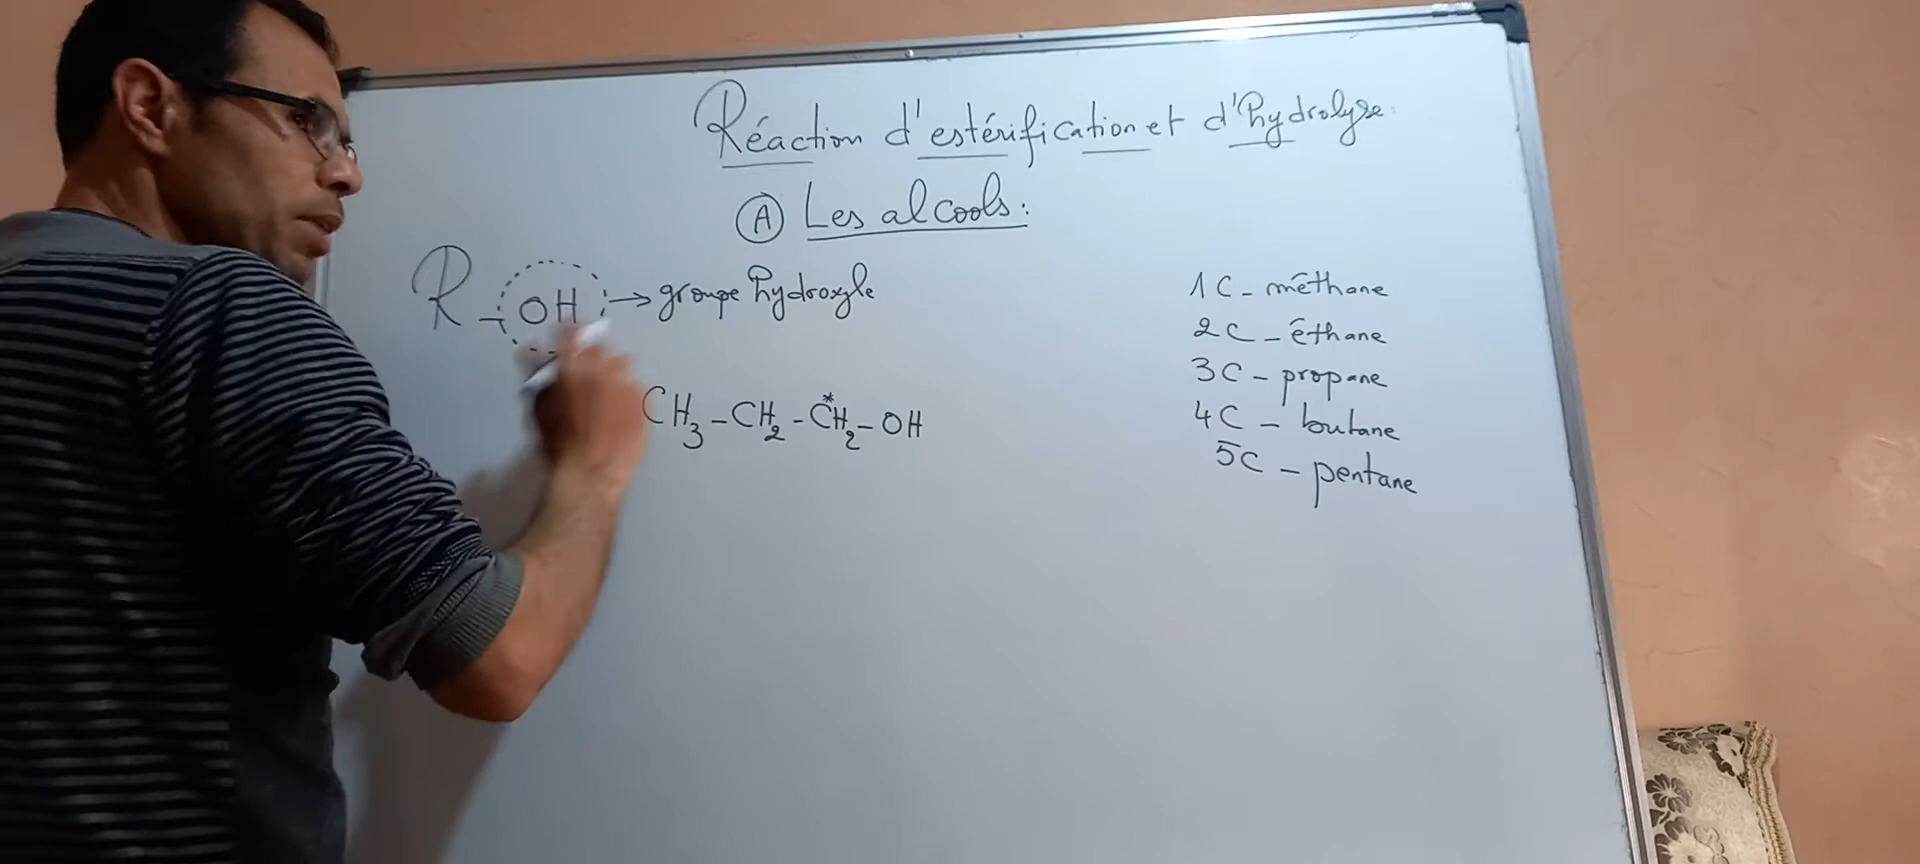 Réaction d'estérification et d'hydrolyse:
A Les alcools:
R-OH → groupe hydroxyle
CH3-CH2-C*H2-OH
1C - méthane
2C - éthane
3C - propane
4C - butane
5C - pentane